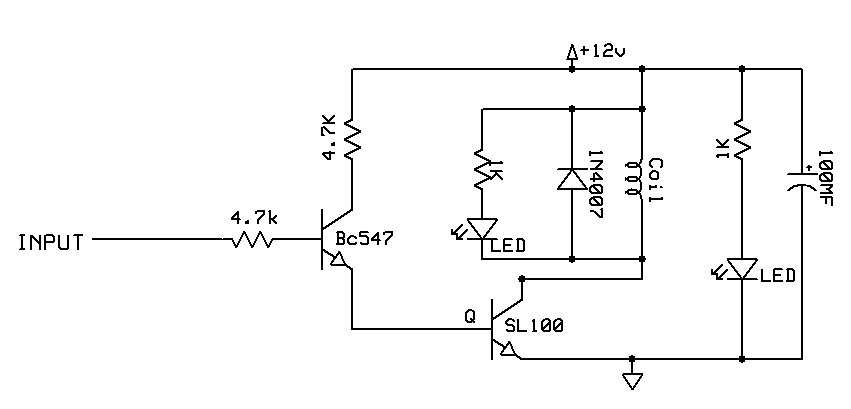 +12v
4.7K
1K
1N4007
Coil
1K
+
100MF
4.7k
INPUT
Bc547
LED
LED
Q
SL100